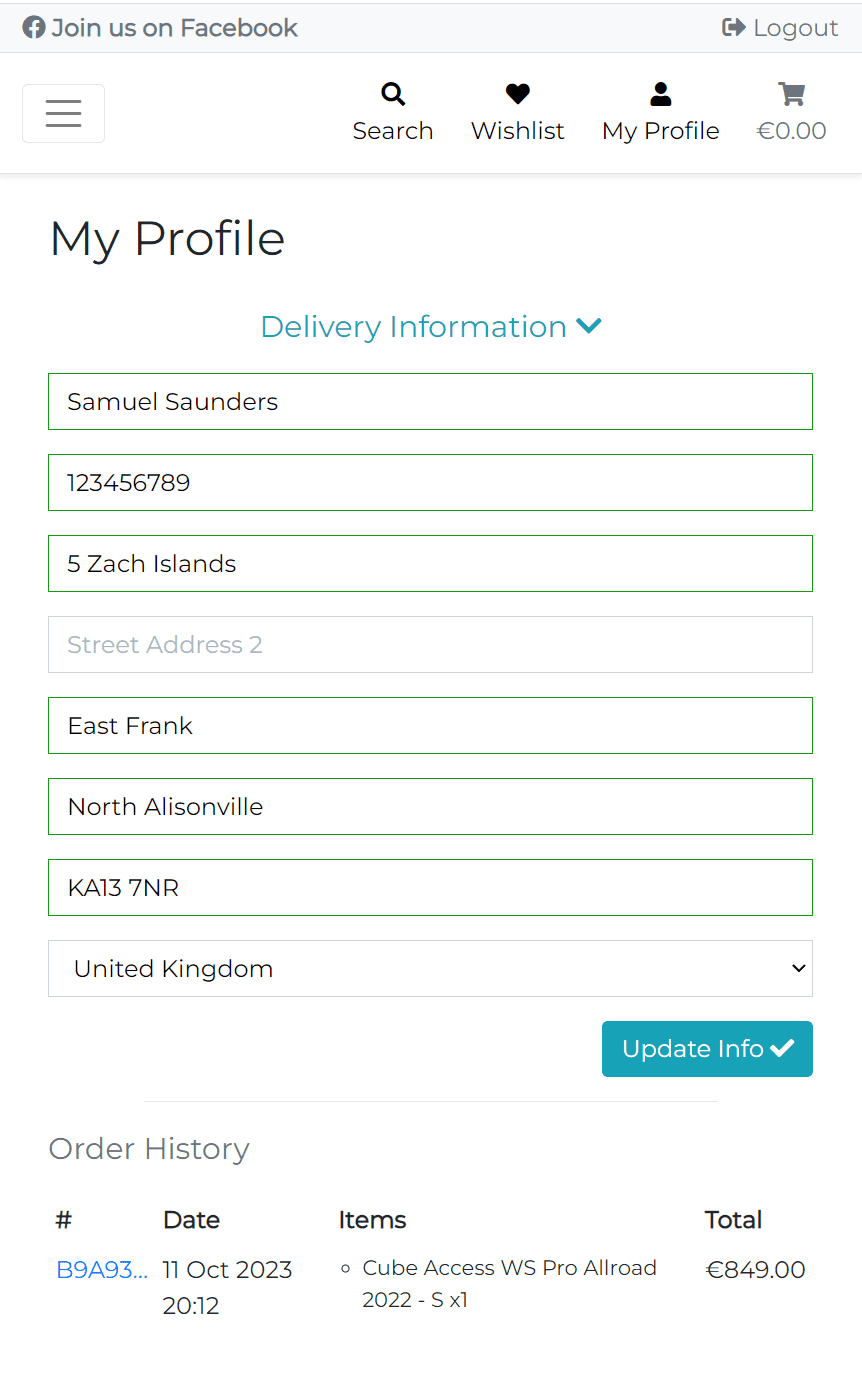 Join us on Facebook
Logout
Search
Wishlist
My Profile
€0.00
My Profile
Delivery Information
Samuel Saunders
123456789
5 Zach Islands
Street Address 2
East Frank
North Alisonville
KA13 7NR
United Kingdom
Update Info
Order History
# Date Items Total
B9A93... 11 Oct 2023 Cube Access WS Pro Allroad €849.00
20:12 2022 - S x1